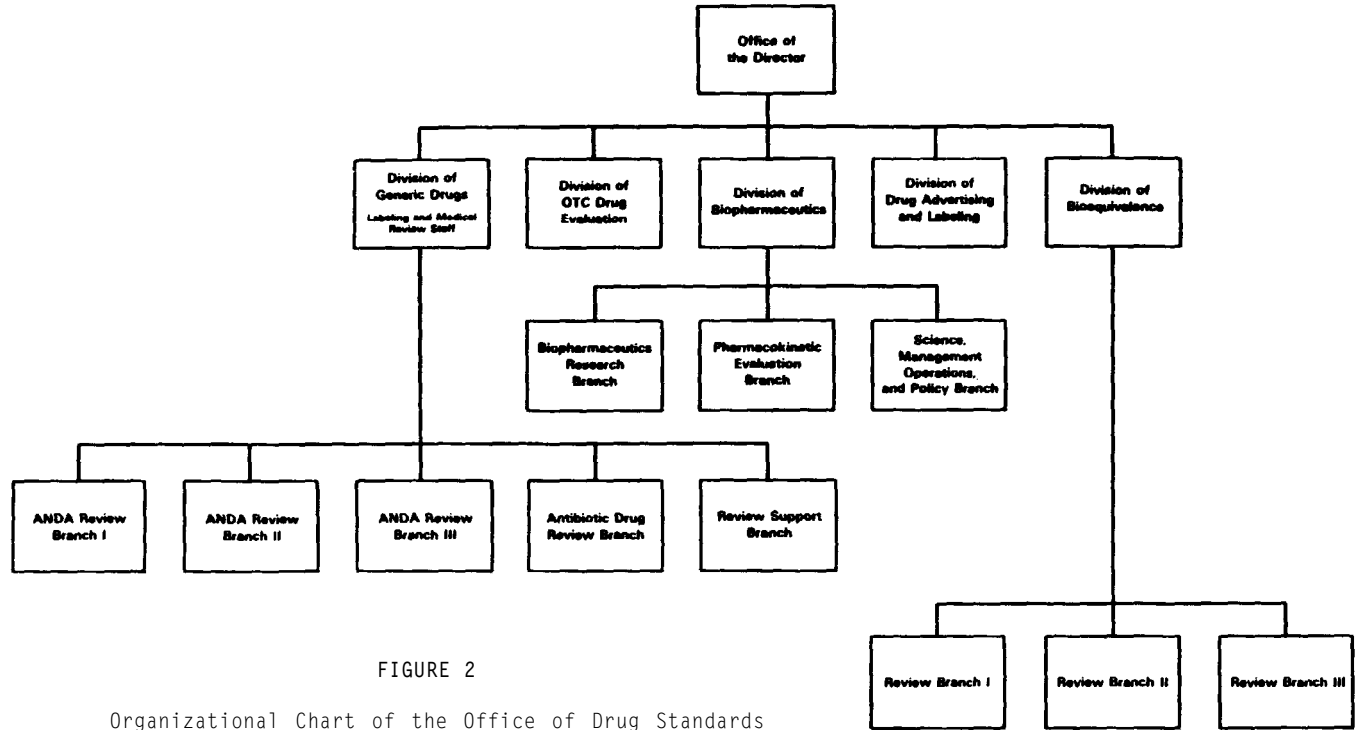 Office of
the Director
Division of
Generic Drugs
Labeling and Medical
Review Staff
Division of
OTC Drug
Evaluation
Division of
Biopharmaceutics
Division of
Drug Advertising
and Labeling
Division of
Bioequivalence
Biopharmaceutics
Research
Branch
Pharmacokinetic
Evaluation
Branch
Science,
Management
Operations,
and Policy Branch
ANDA Review
Branch I
ANDA Review
Branch II
ANDA Review
Branch III
Antibiotic Drug
Review Branch
Review Support
Branch
Review Branch I
Review Branch II
Review Branch III
FIGURE 2
Organizational Chart of the Office of Drug Standards